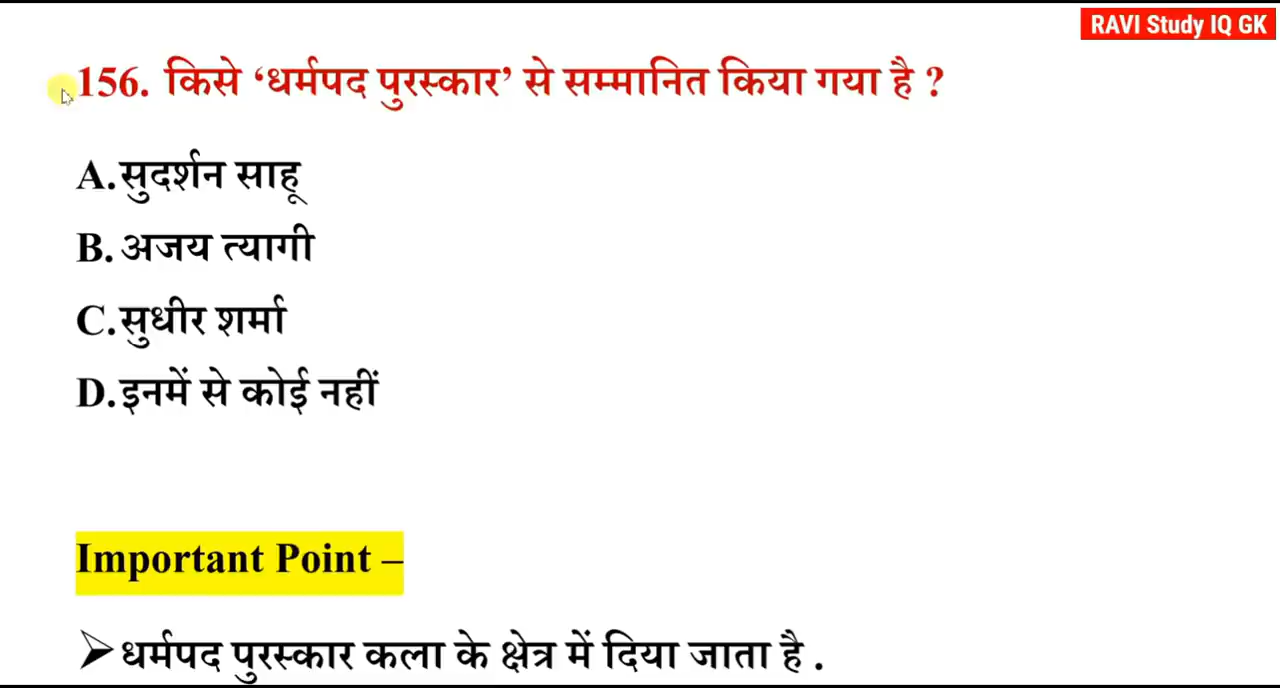 RAVI Study IQ GK
156. किसे ‘धर्मपद पुरस्कार’ से सम्मानित किया गया है ?
A.सुदर्शन साहू
B. अजय त्यागी
C.सुधीर शर्मा
D.इनमें से कोई नहीं
Important Point –
➢धर्मपद पुरस्कार कला के क्षेत्र में दिया जाता है .